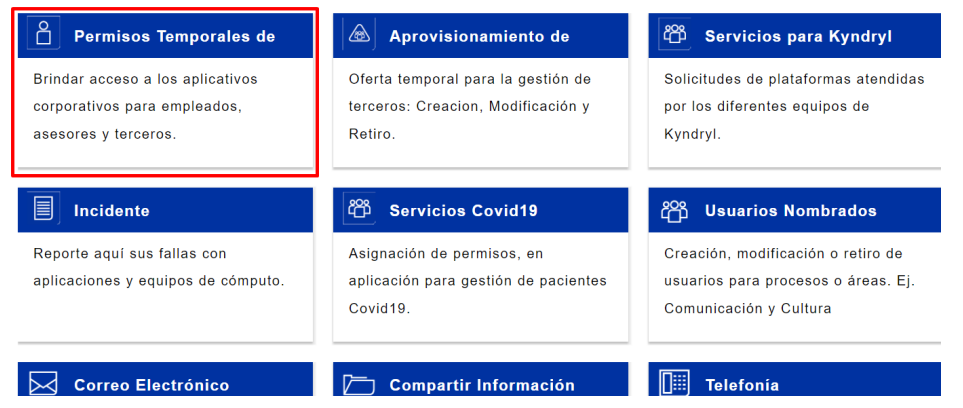 Permisos Temporales de
Brindar acceso a los aplicativos
corporativos para empleados,
asesores y terceros.
Aprovisionamiento de
Oferta temporal para la gestión de
terceros: Creacion, Modificación y
Retiro.
Servicios para Kyndryl
Solicitudes de plataformas atendidas
por los diferentes equipos de
Kyndryl.
Incidente
Reporte aquí sus fallas con
aplicaciones y equipos de cómputo.
Servicios Covid19
Asignación de permisos, en
aplicación para gestión de pacientes
Covid19.
Usuarios Nombrados
Creación, modificación o retiro de
usuarios para procesos o áreas. Ej.
Comunicación y Cultura
Correo Electrónico
Compartir Información
Telefonía